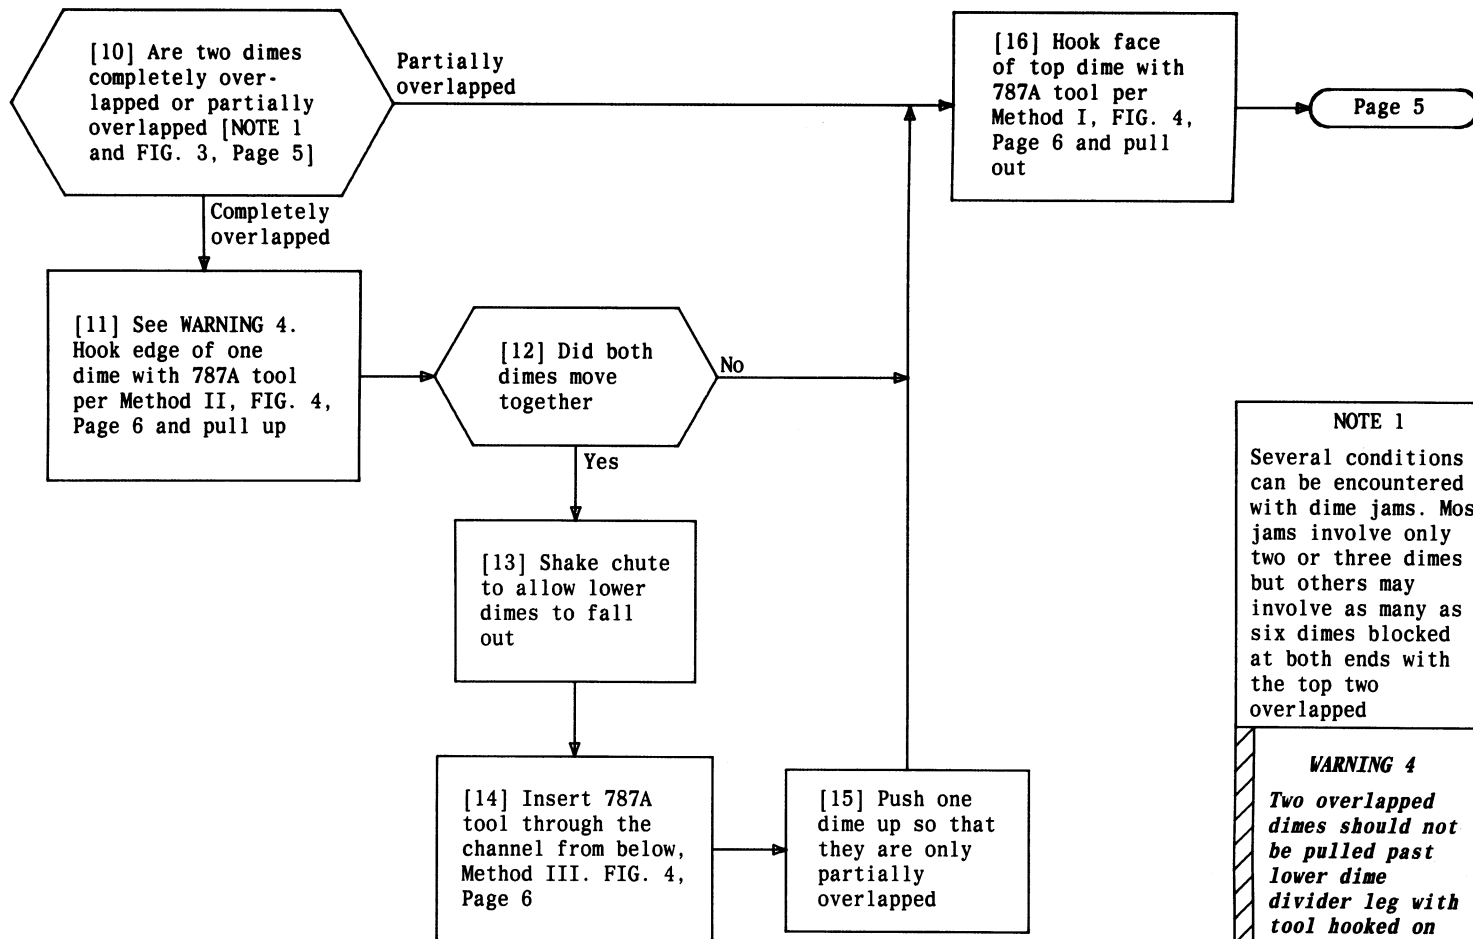 [10] Are two dimes
completely over-
lapped or partially
overlapped [NOTE 1
and FIG. 3, Page 5]
Partially
overlapped
[16] Hook face
of top dime with
787A tool per
Method I, FIG. 4,
Page 6 and pull
out
Page 5
Completely
overlapped
[11] See WARNING 4.
Hook edge of one
dime with 787A tool
per Method II, FIG. 4,
Page 6 and pull up
[12] Did both
dimes move
together
No
Yes
[13] Shake chute
to allow lower
dimes to fall
out
[14] Insert 787A
tool through the
channel from below,
Method III. FIG. 4,
Page 6
[15] Push one
dime up so that
they are only
partially
overlapped
NOTE 1
Several conditions
can be encountered
with dime jams. Mos
jams involve only
two or three dimes
but others may
involve as many as
six dimes blocked
at both ends with
the top two
overlapped
WARNING 4
Two overlapped
dimes should not
be pulled past
lower dime
divider leg with
tool hooked on